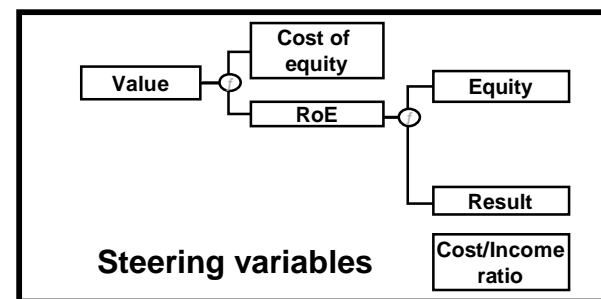 Cost of
equity
Value
f
RoE
f
Equity
Result
Steering variables
Cost/Income
ratio